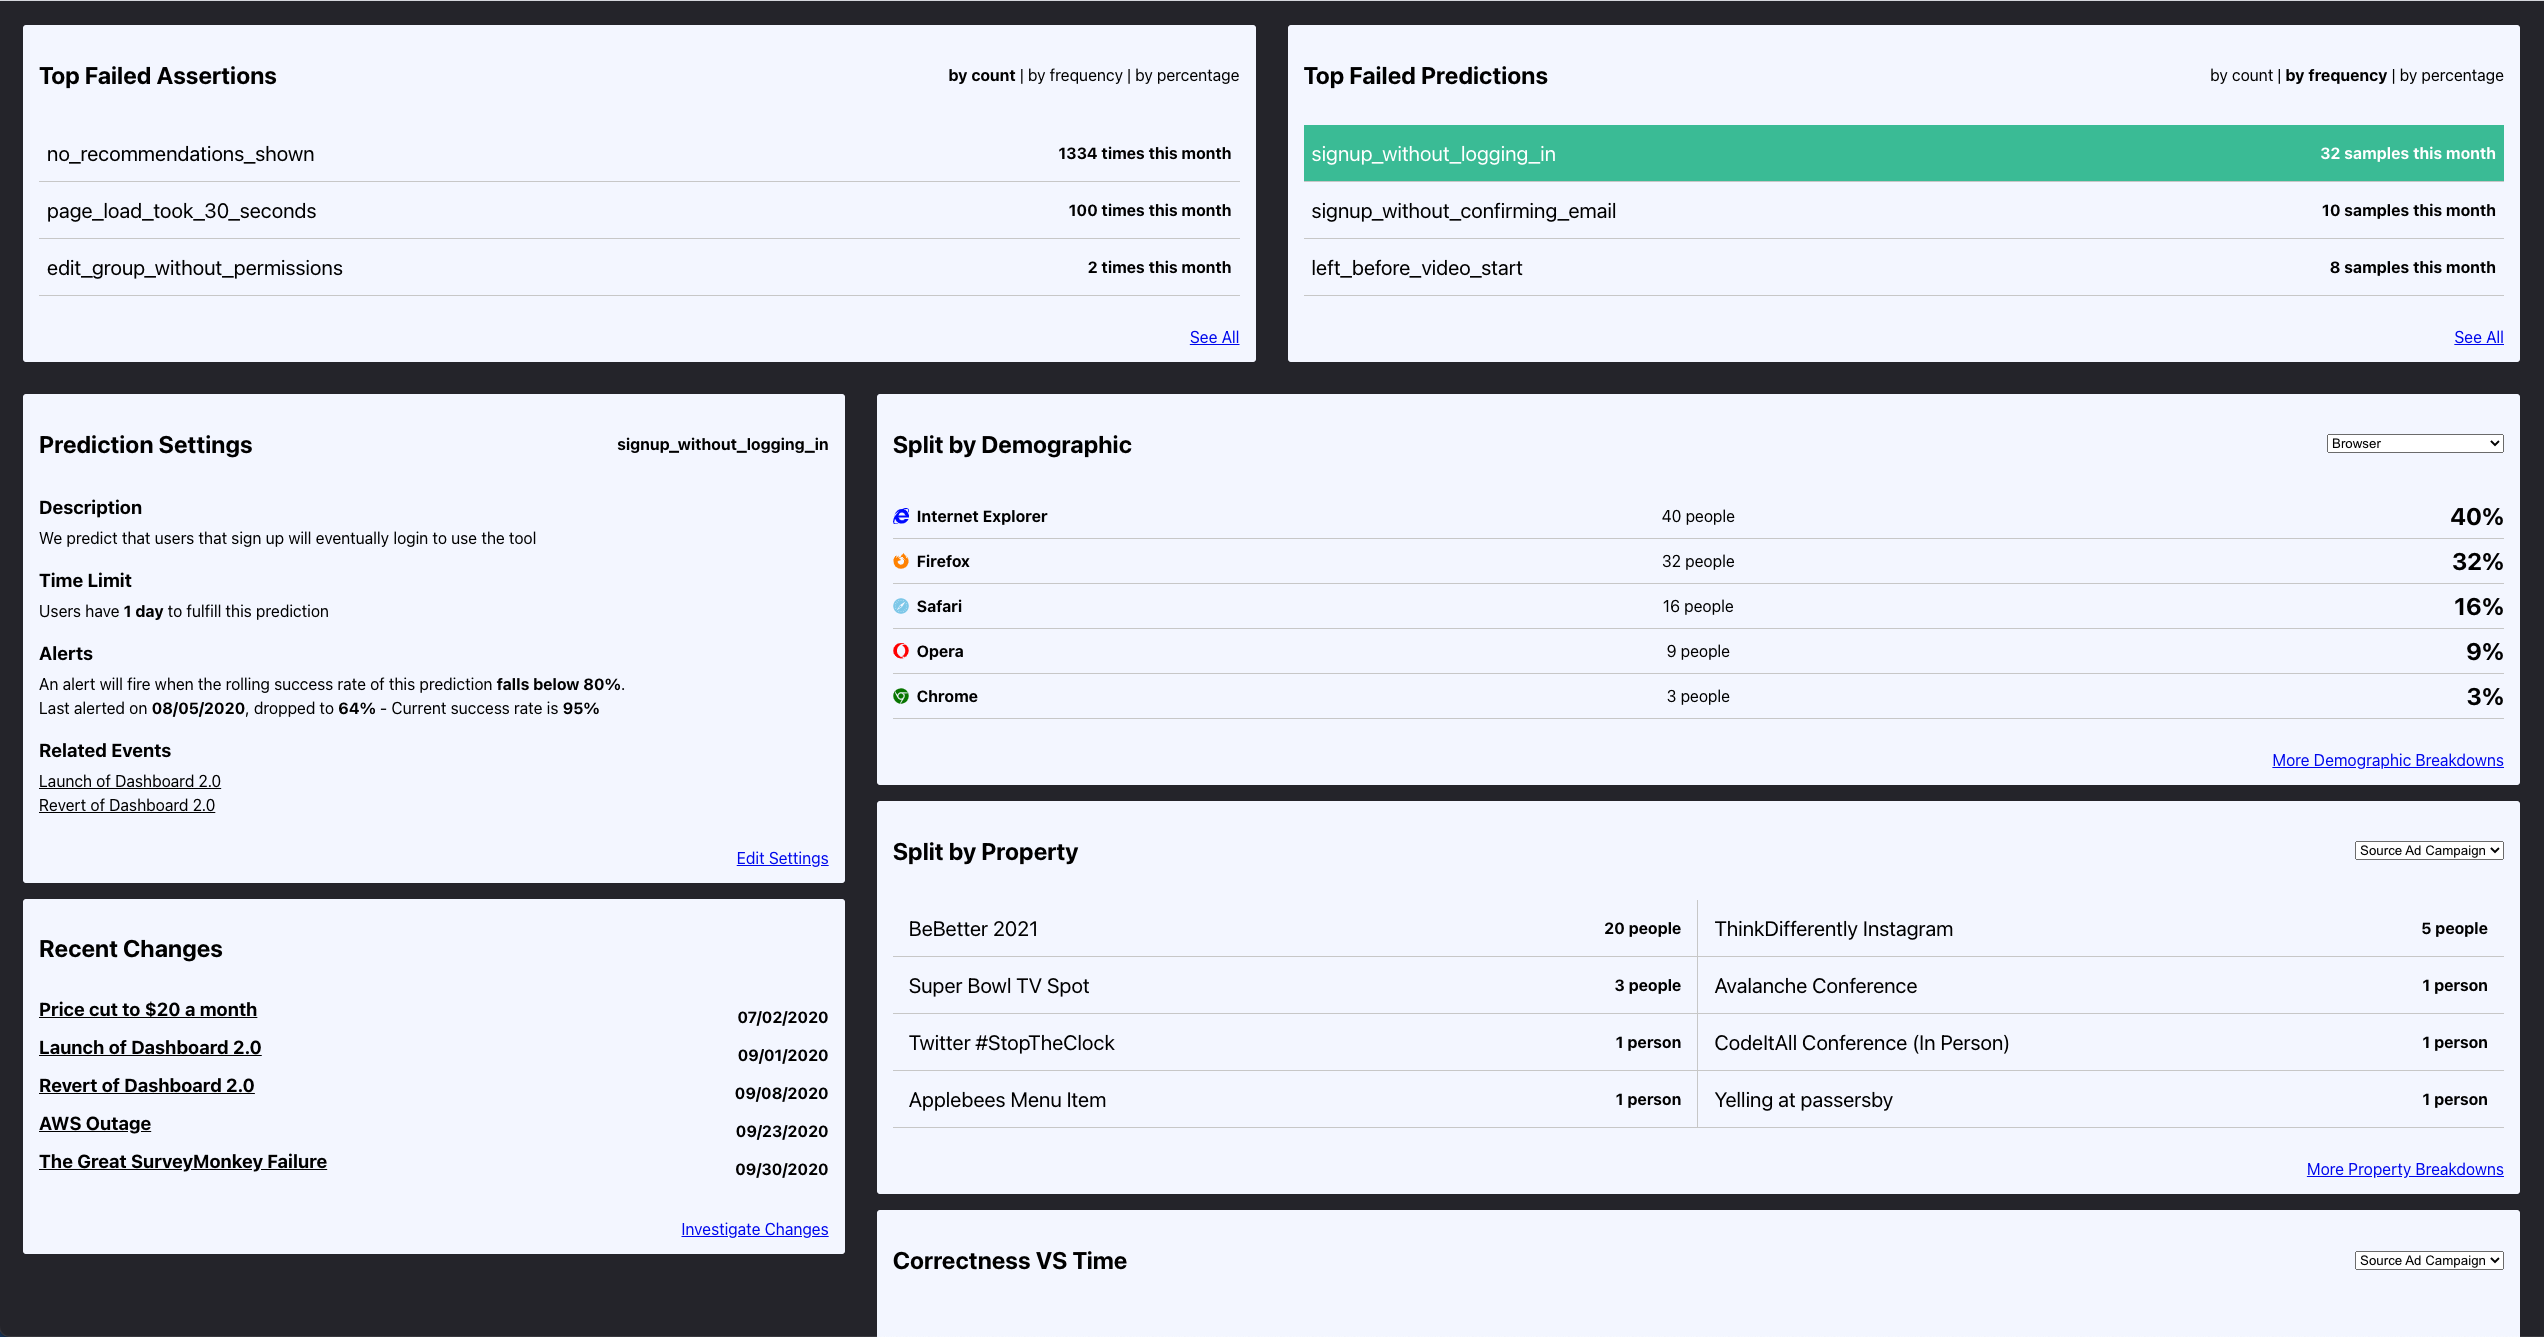 Top Failed Assertions
by count | by frequency | by percentage
no_recommendations_shown 1334 times this month
page_load_took_30_seconds 100 times this month
edit_group_without_permissions 2 times this month
See All
Top Failed Predictions
by count | by frequency | by percentage
signup_without_logging_in 32 samples this month
signup_without_confirming_email 10 samples this month
left_before_video_start 8 samples this month
See All
Prediction Settings signup_without_logging_in
Description
We predict that users that sign up will eventually login to use the tool
Time Limit
Users have 1 day to fulfill this prediction
Alerts
An alert will fire when the rolling success rate of this prediction falls below 80%.
Last alerted on 08/05/2020, dropped to 64% - Current success rate is 95%
Related Events
Launch of Dashboard 2.0
Revert of Dashboard 2.0
Edit Settings
Recent Changes
Price cut to $20 a month 07/02/2020
Launch of Dashboard 2.0 09/01/2020
Revert of Dashboard 2.0 09/08/2020
AWS Outage 09/23/2020
The Great SurveyMonkey Failure 09/30/2020
Investigate Changes
Split by Demographic Browser
Internet Explorer 40 people 40%
Firefox 32 people 32%
Safari 16 people 16%
Opera 9 people 9%
Chrome 3 people 3%
More Demographic Breakdowns
Split by Property Source Ad Campaign
BeBetter 2021 20 people ThinkDifferently Instagram 5 people
Super Bowl TV Spot 3 people Avalanche Conference 1 person
Twitter #StopTheClock 1 person CodeItAll Conference (In Person) 1 person
Applebees Menu Item 1 person Yelling at passersby 1 person
More Property Breakdowns
Correctness VS Time Source Ad Campaign